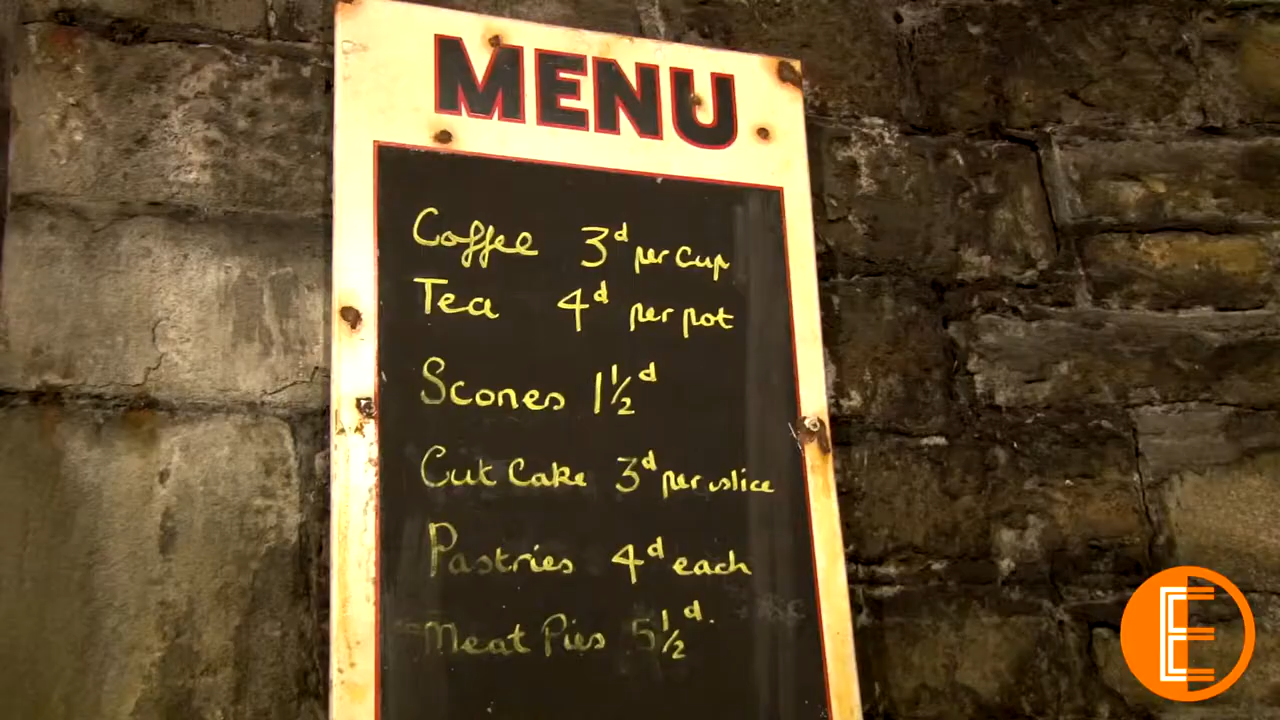 MENU
Coffee 3d per cup
Tea 4d per pot
Scones 1½d
Cut Cake 3d per slice
Pastries 4d each
Meat Pies 5½d.
E